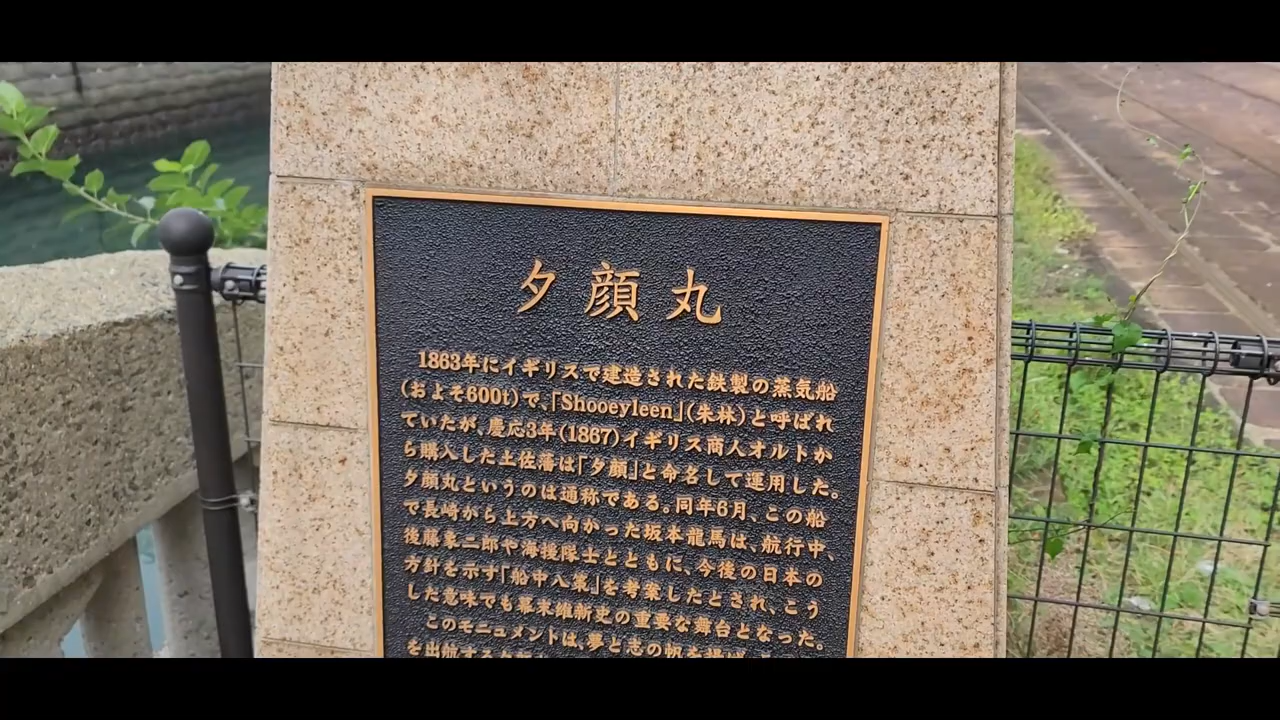 夕顔丸
1863年にイギリスで建造された鉄製の蒸気船
(およそ600t)で、「Shooeyleen」(朱林)と呼ばれ
ていたが、慶応3年(1867)イギリス商人オルトか
ら購入した土佐藩は「夕顔」と命名して運用した。
夕顔丸というのは通称である。同年6月、この船
で長崎から上方へ向かった坂本龍馬は、航行中、
後藤象二郎や海援隊士とともに、今後の日本の
方針を示す「船中八策」を考案したとされ、こう
した意味でも幕末維新史の重要な舞台となった。
このモニュメントは、夢と志の帆を揚げ
を出航する